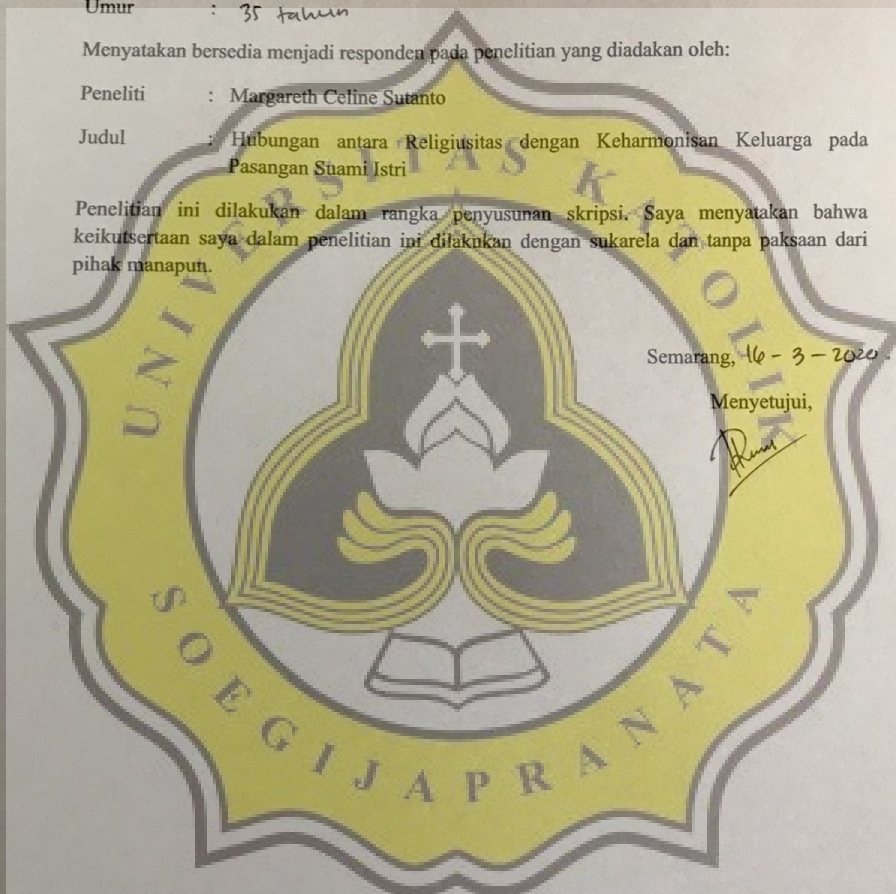 Umur : 35 tahun
Menyatakan bersedia menjadi responden pada penelitian yang diadakan oleh:
Peneliti : Margareth Celine Sutanto
Judul : Hubungan antara Religiusitas dengan Keharmonisan Keluarga pada
Pasangan Suami Istri
Penelitian ini dilakukan dalam rangka penyusunan skripsi. Saya menyatakan bahwa
keikutsertaan saya dalam penelitian ini dilakukan dengan sukarela dan tanpa paksaan dari
pihak manapun.
Semarang, 16 - 3 - 2020.
Menyetujui,
UNIVERSITAS KATOLIK
SOEGIJAPRANATA